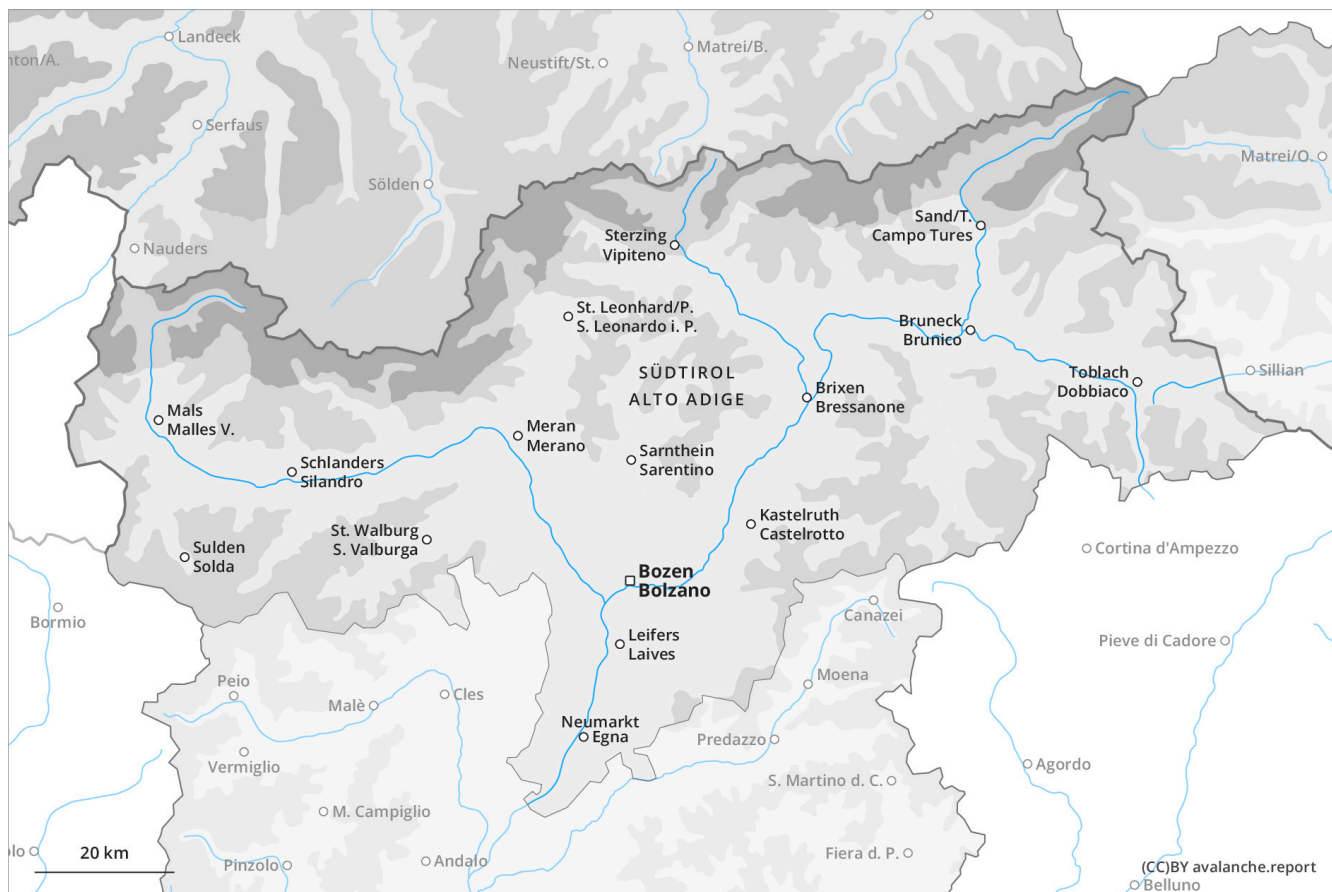 Landeck
nton/A.
Matrei/B.
Neustift/St.
Serfaus
Matrei/O.
Sölden
Sand/T.
Campo Tures
Sterzing
Vipiteno
Nauders
St. Leonhard/P.
S. Leonardo i. P.
Bruneck
Brunico
SÜDTIROL
ALTO ADIGE
Toblach
Dobbiaco
Sillian
Brixen
Bressanone
Mals
Malles V.
Meran
Merano
Sarnthein
Sarentino
Schlanders
Silandro
Kastelruth
Castelrotto
St. Walburg
S. Valburga
Sulden
Solda
Cortina d'Ampezzo
Bozen
Bolzano
Bormio
Canazei
Leifers
Laives
Pieve di Cadore
Peio
Moena
Malè
Cles
Neumarkt
Egna
Predazzo
Vermiglio
Agordo
S. Martino d. C.
M. Campiglio
olo
20 km
Pinzolo
Andalo
Fiera d. P.
(CC)BY avalanche.report
Belluno